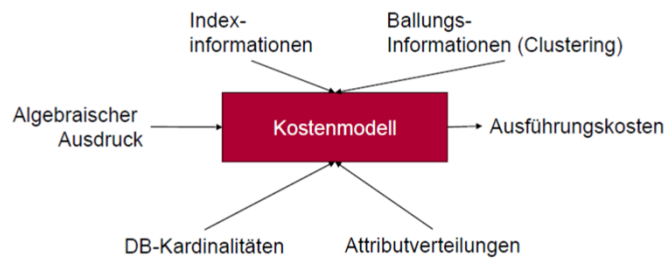 Index-
informationen
Ballungs-
Informationen (Clustering)
Algebraischer
Ausdruck
Kostenmodell
Ausführungskosten
DB-Kardinalitäten
Attributverteilungen